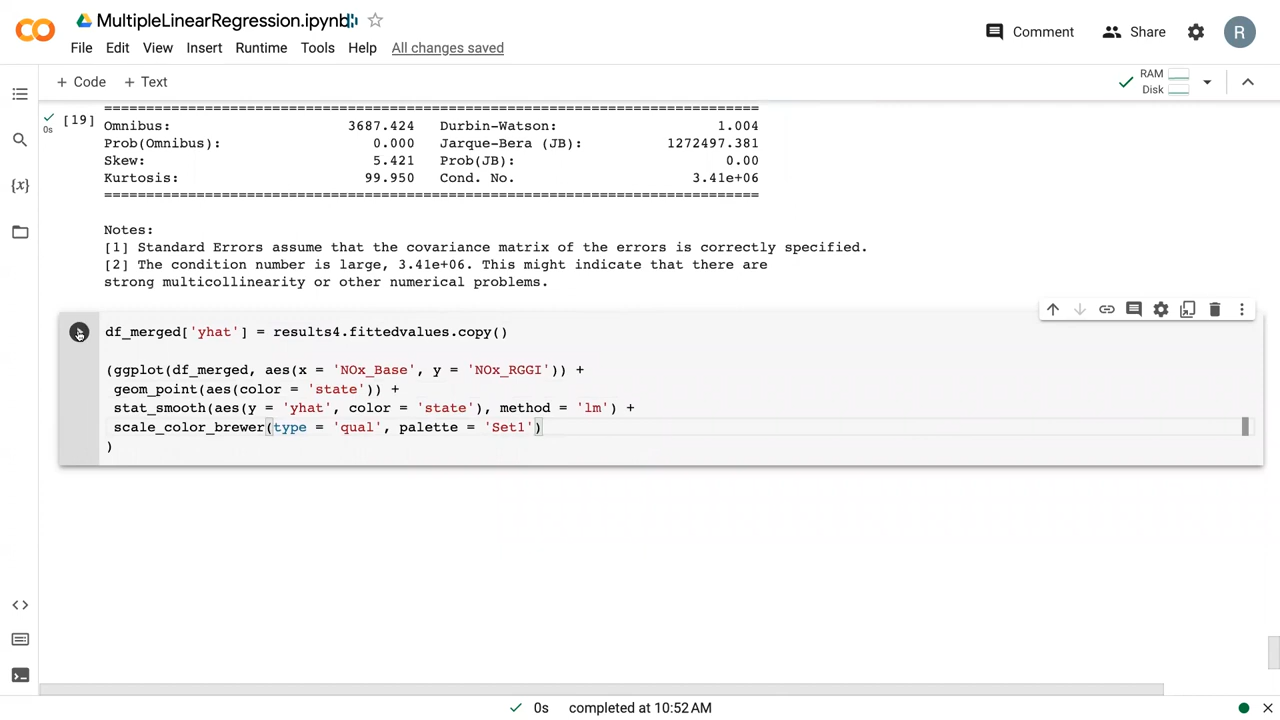 MultipleLinearRegression.ipynb
File Edit View Insert Runtime Tools Help All changes saved
Comment Share R
+ Code + Text
RAM
Disk
[19]
0s
==============================================================================
Omnibus: 3687.424 Durbin-Watson: 1.004
Prob(Omnibus): 0.000 Jarque-Bera (JB): 1272497.381
Skew: 5.421 Prob(JB): 0.00
Kurtosis: 99.950 Cond. No. 3.41e+06
==============================================================================
Notes:
[1] Standard Errors assume that the covariance matrix of the errors is correctly specified.
[2] The condition number is large, 3.41e+06. This might indicate that there are
strong multicollinearity or other numerical problems.
df_merged['yhat'] = results4.fittedvalues.copy()
(ggplot(df_merged, aes(x = 'NOx_Base', y = 'NOx_RGGI')) +
geom_point(aes(color = 'state')) +
stat_smooth(aes(y = 'yhat', color = 'state'), method = 'lm') +
scale_color_brewer(type = 'qual', palette = 'Set1')
)
0s completed at 10:52 AM